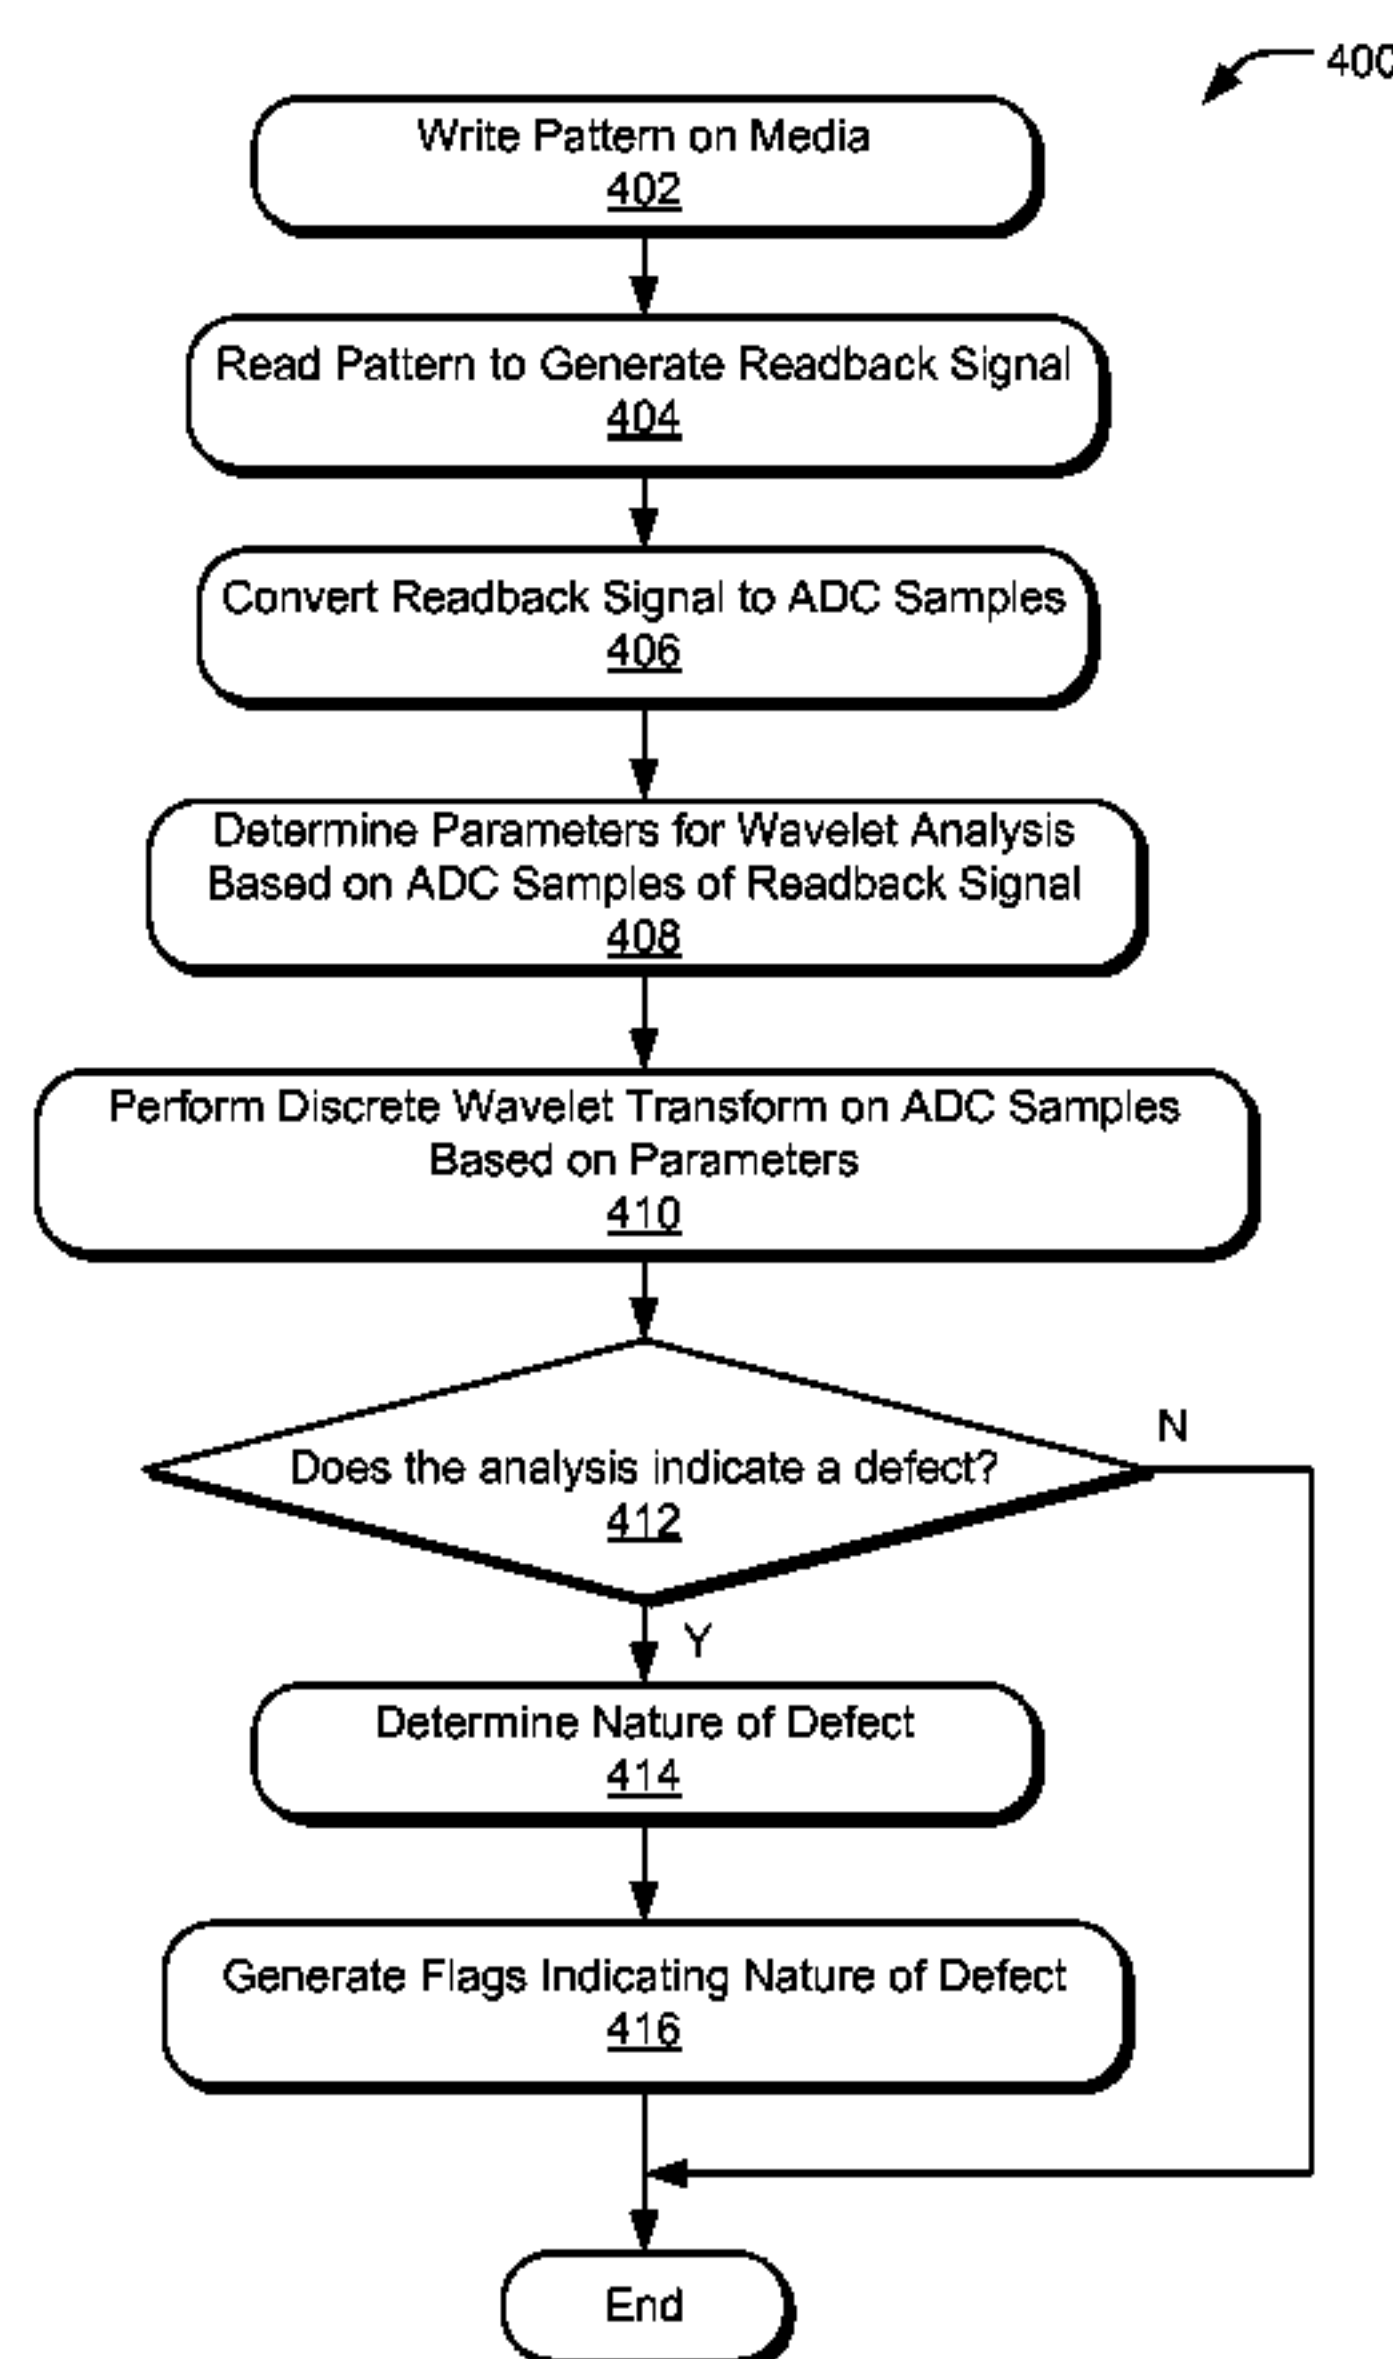 400
Write Pattern on Media
402
Read Pattern to Generate Readback Signal
404
Convert Readback Signal to ADC Samples
406
Determine Parameters for Wavelet Analysis
Based on ADC Samples of Readback Signal
408
Perform Discrete Wavelet Transform on ADC Samples
Based on Parameters
410
N
Does the analysis indicate a defect?
412
Y
Determine Nature of Defect
414
Generate Flags Indicating Nature of Defect
416
End